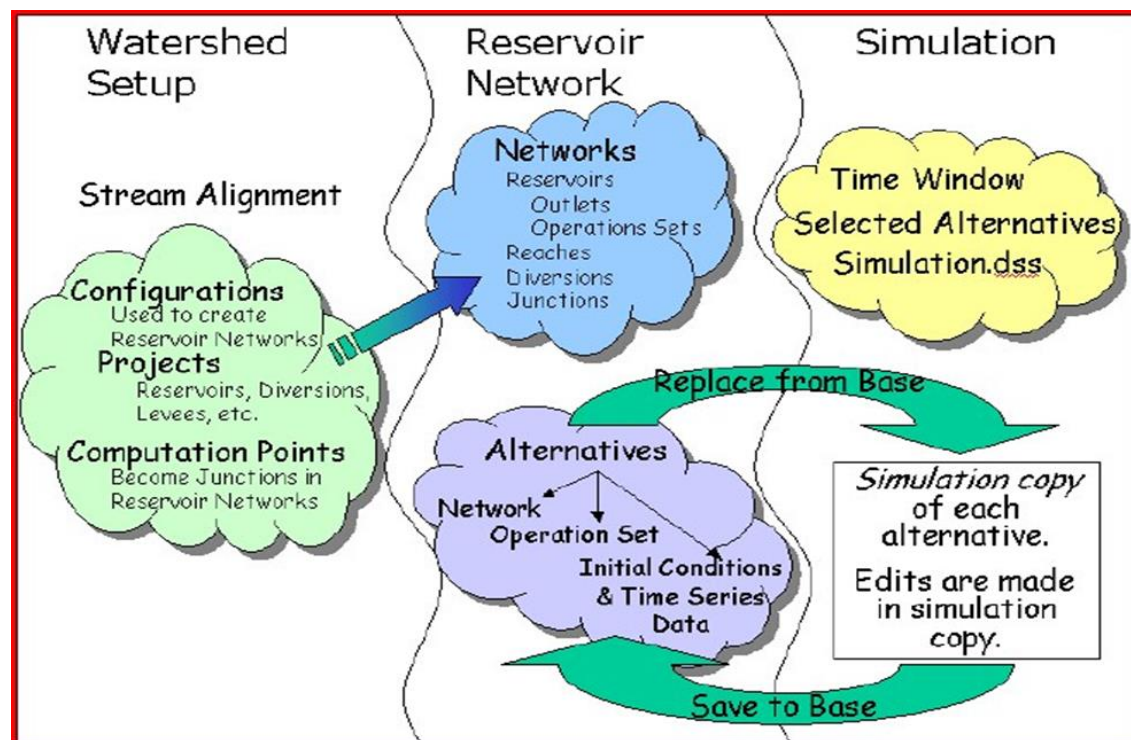 Watershed
Setup
Stream Alignment
Configurations
Used to create
Reservoir Networks
Projects
Reservoirs, Diversions,
Levees, etc.
Computation Points
Become Junctions in
Reservoir Networks
Reservoir
Network
Networks
Reservoirs
Outlets
Operations Sets
Reaches
Diversions
Junctions
Alternatives
Network
Operation Set
Initial Conditions
& Time Series
Data
Simulation
Time Window
Selected Alternatives
Simulation.dss
Replace from Base
Simulation copy
of each
alternative.
Edits are made
in simulation
copy.
Save to Base